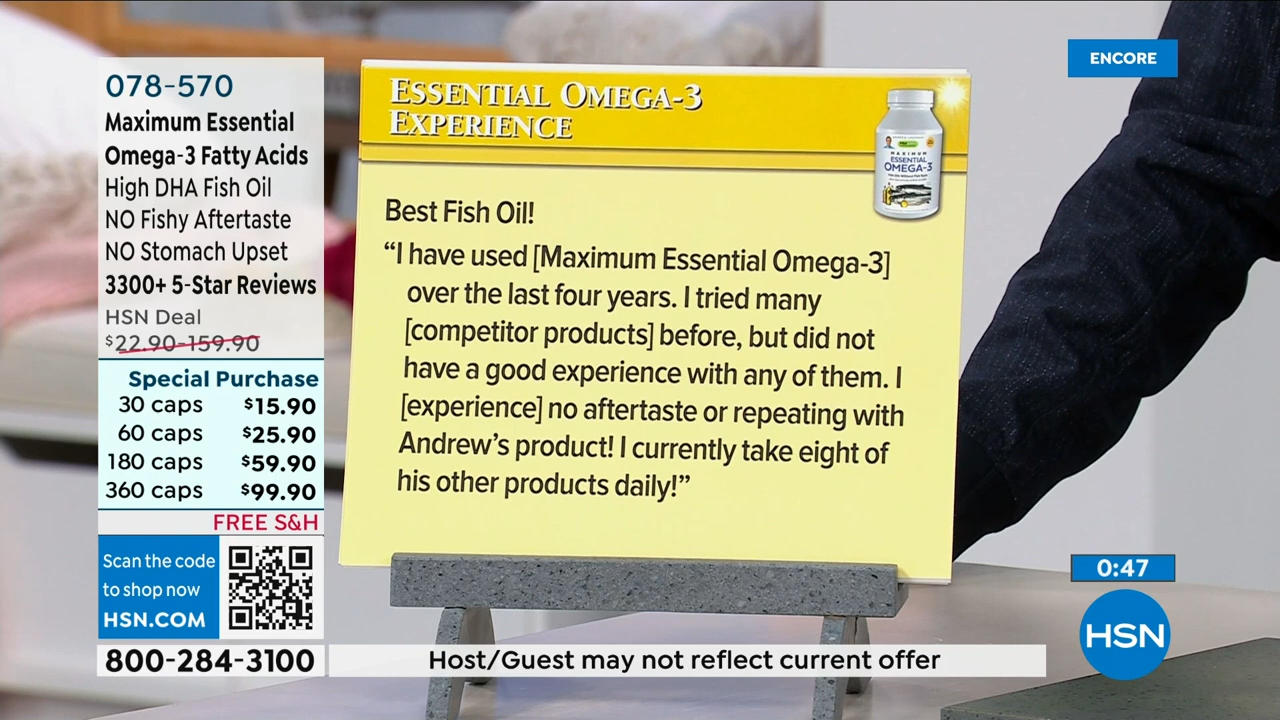 ENCORE
078-570
Maximum Essential
Omega-3 Fatty Acids
High DHA Fish Oil
NO Fishy Aftaste
NO Stomach Upset
3300+ 5-Star Reviews
HSN Deal
$22.90-159.90
Special Purchase
30 caps $15.90
60 caps $25.90
180 caps $59.90
360 caps $99.90
FREE S&H
Scan the code
to shop now
HSN.COM
800-284-3100
ESSENTIAL OMEGA-3
EXPERIENCE
MAXIMUM
ESSENTIAL
OMEGA-3
Best Fish Oil!
“I have used [Maximum Essential Omega-3]
over the last four years. I tried many
[competitor products] before, but did not
have a good experience with any of them. I
[experience] no aftertaste or repeating with
Andrew’s product! I currently take eight of
his other products daily!”
0:47
HSN
Host/Guest may not reflect current offer